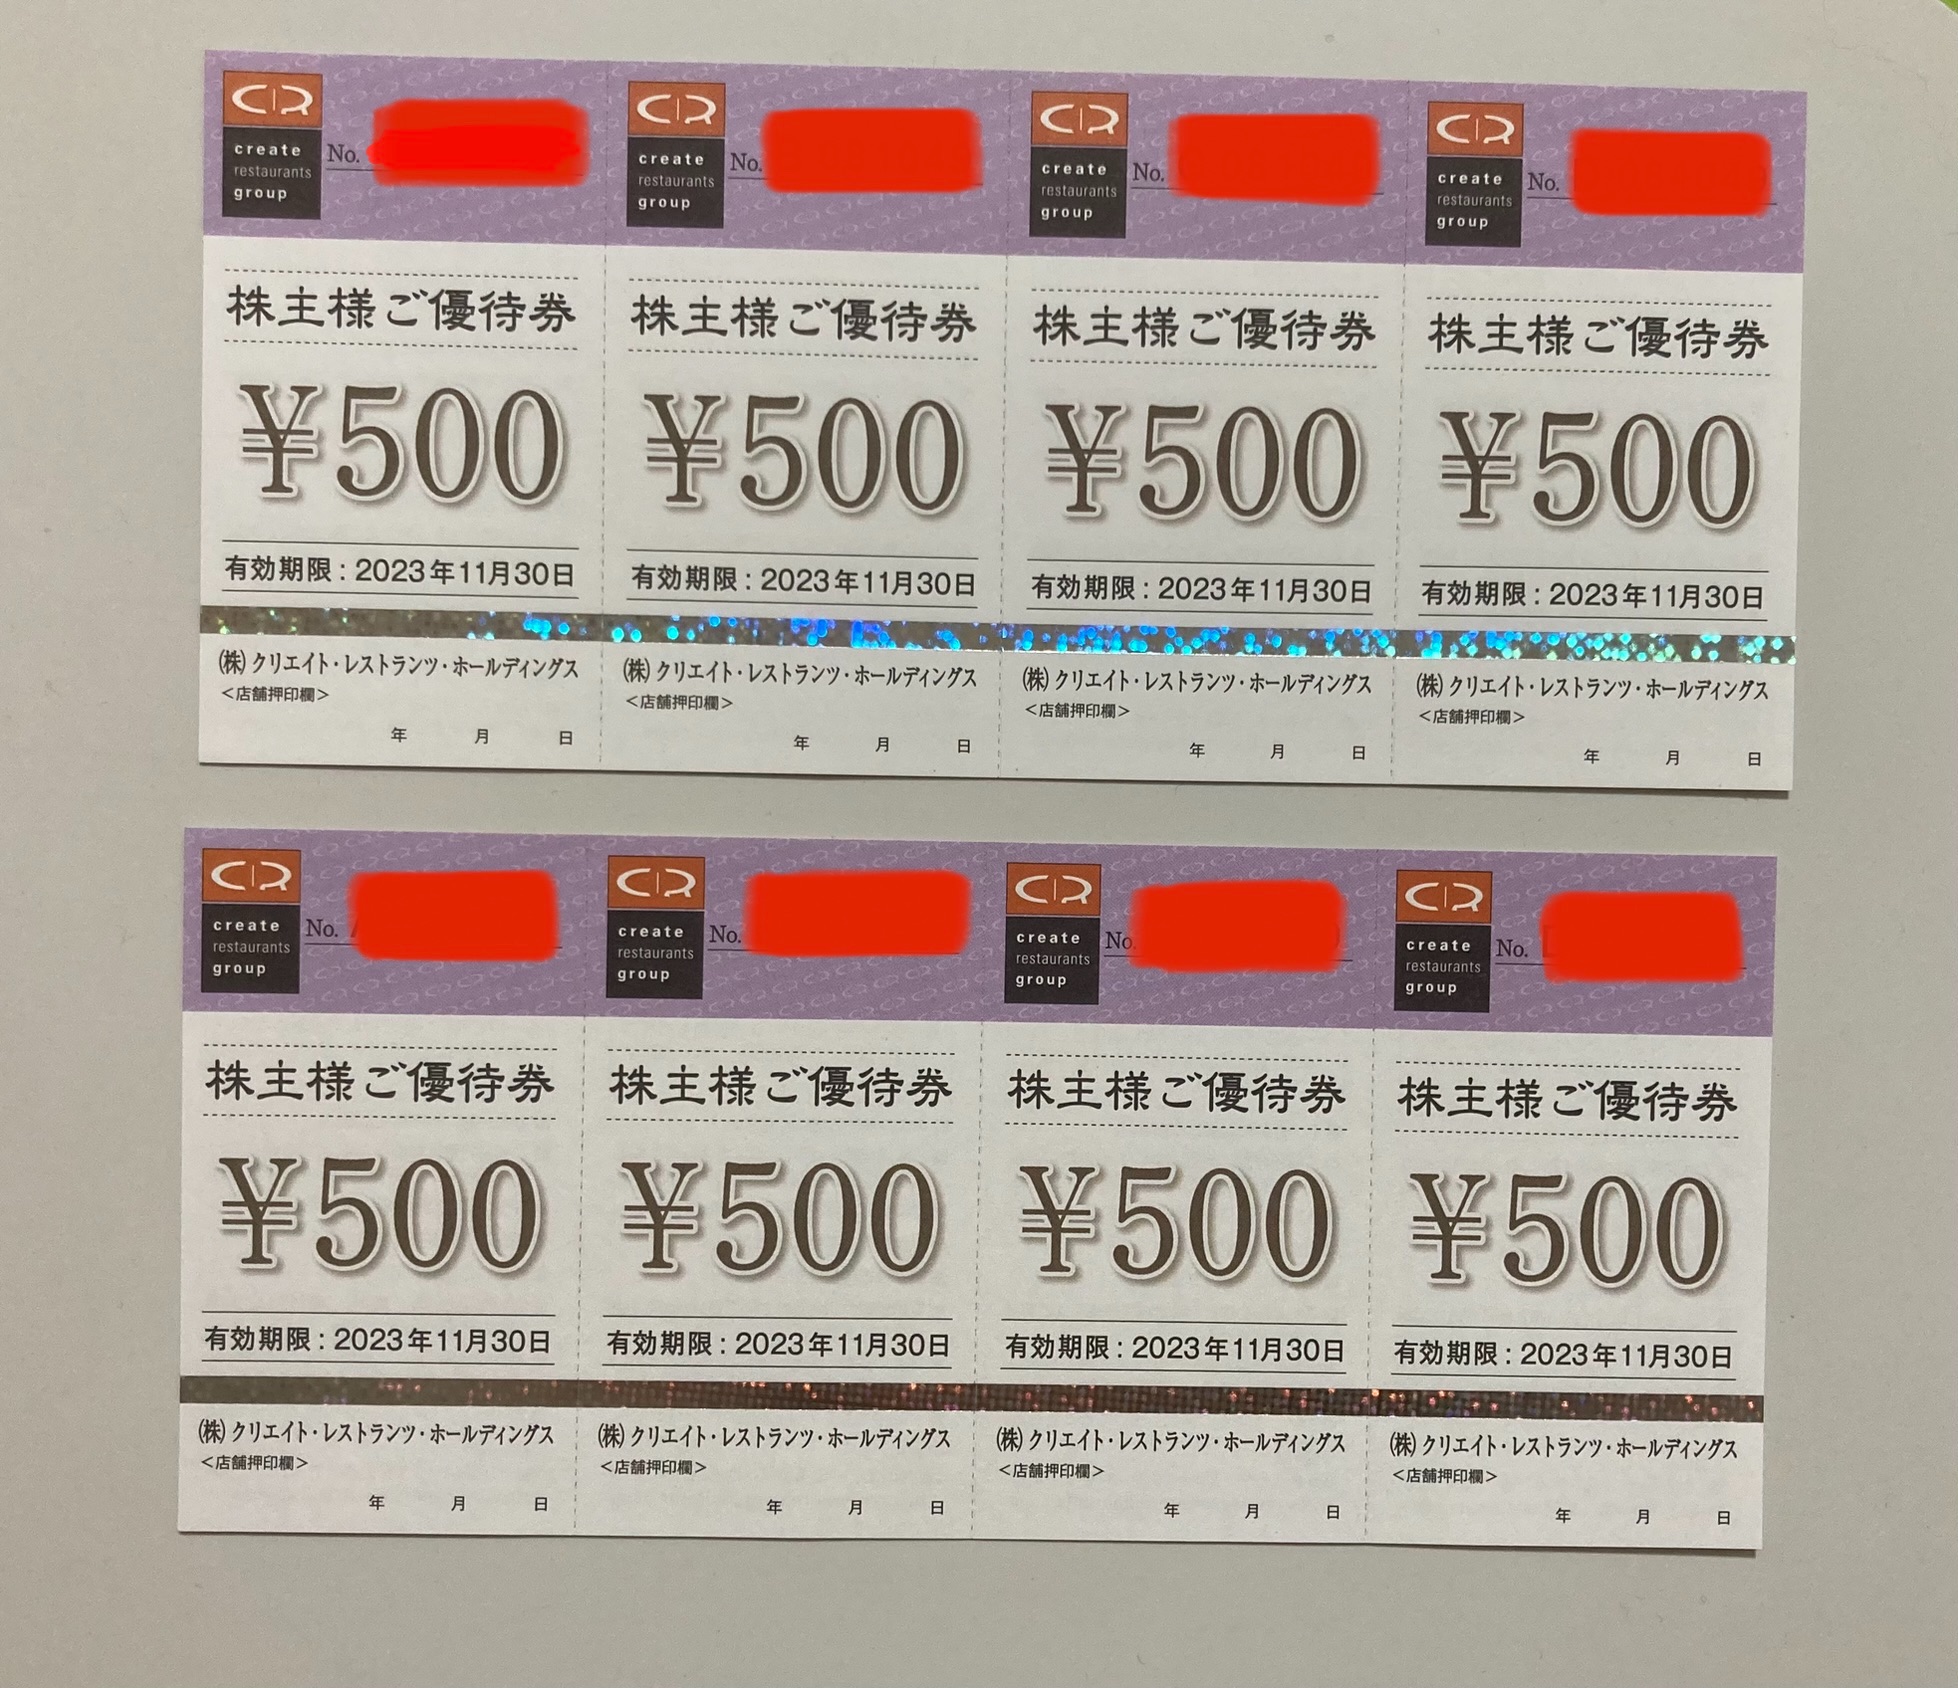 create
restaurants
group
No.
株主様ご優待券
¥500
有効期限：2023年11月30日
㈱クリエイト・レストランツ・ホールディングス
＜店舗押印欄＞
年 月 日
create
restaurants
group
No.
株主様ご優待券
¥500
有効期限：2023年11月30日
㈱クリエイト・レストランツ・ホールディングス
＜店舗押印欄＞
年 月 日
create
restaurants
group
No.
株主様ご優待券
¥500
有効期限：2023年11月30日
㈱クリエイト・レストランツ・ホールディングス
＜店舗押印欄＞
年 月 日
create
restaurants
group
No.
株主様ご優待券
¥500
有効期限：2023年11月30日
㈱クリエイト・レストランツ・ホールディングス
＜店舗押印欄＞
年 月 日
create
restaurants
group
No.
株主様ご優待券
¥500
有効期限：2023年11月30日
㈱クリエイト・レストランツ・ホールディングス
＜店舗押印欄＞
年 月 日
create
restaurants
group
No.
株主様ご優待券
¥500
有効期限：2023年11月30日
㈱クリエイト・レストランツ・ホールディングス
＜店舗押印欄＞
年 月 日
create
restaurants
group
No.
株主様ご優待券
¥500
有効期限：2023年11月30日
㈱クリエイト・レストランツ・ホールディングス
＜店舗押印欄＞
年 月 日
create
restaurants
group
No.
株主様ご優待券
¥500
有効期限：2023年11月30日
㈱クリエイト・レストランツ・ホールディングス
＜店舗押印欄＞
年 月 日